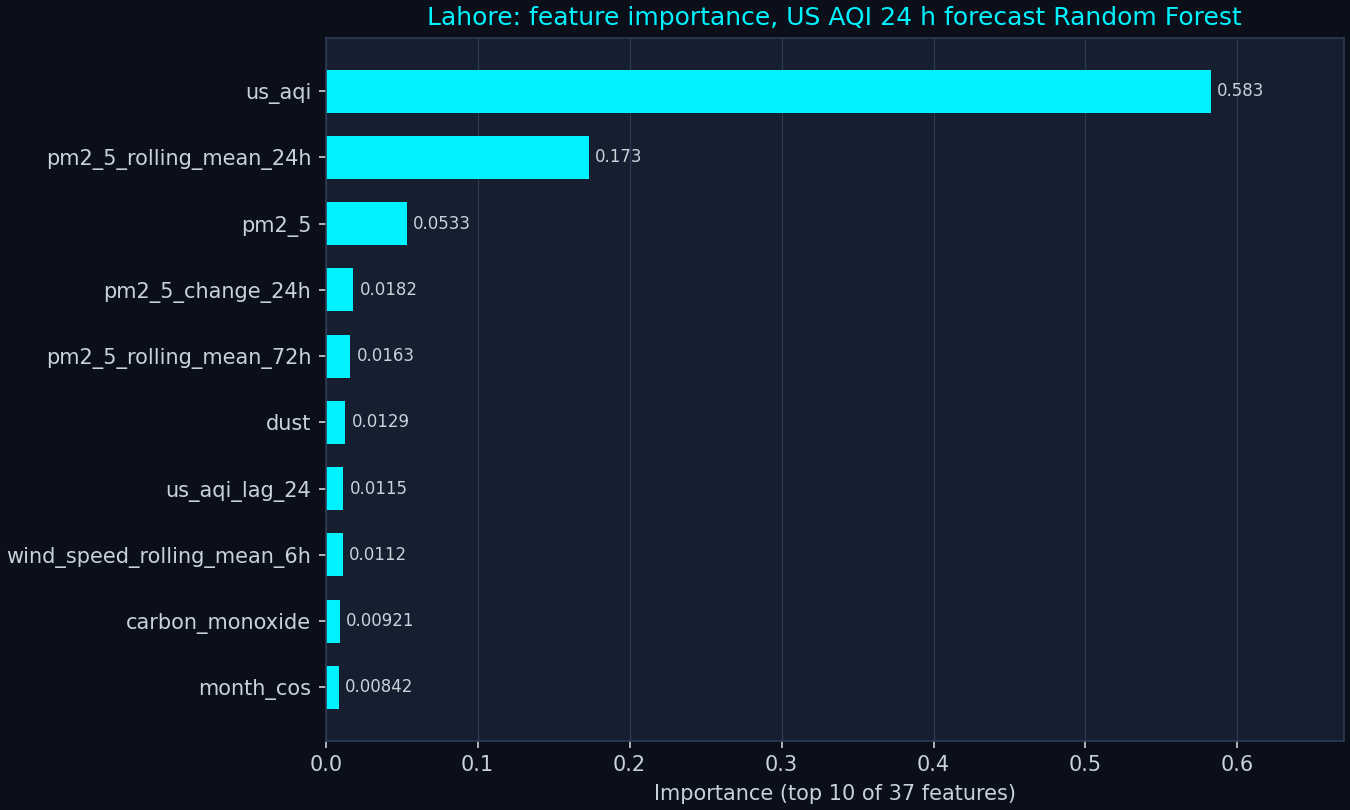 Lahore: feature importance, US AQI 24 h forecast Random Forest
us_aqi 0.583
pm2_5_rolling_mean_24h 0.173
pm2_5 0.0533
pm2_5_change_24h 0.0182
pm2_5_rolling_mean_72h 0.0163
dust 0.0129
us_aqi_lag_24 0.0115
wind_speed_rolling_mean_6h 0.0112
carbon_monoxide 0.00921
month_cos 0.00842
0.0 0.1 0.2 0.3 0.4 0.5 0.6
Importance (top 10 of 37 features)